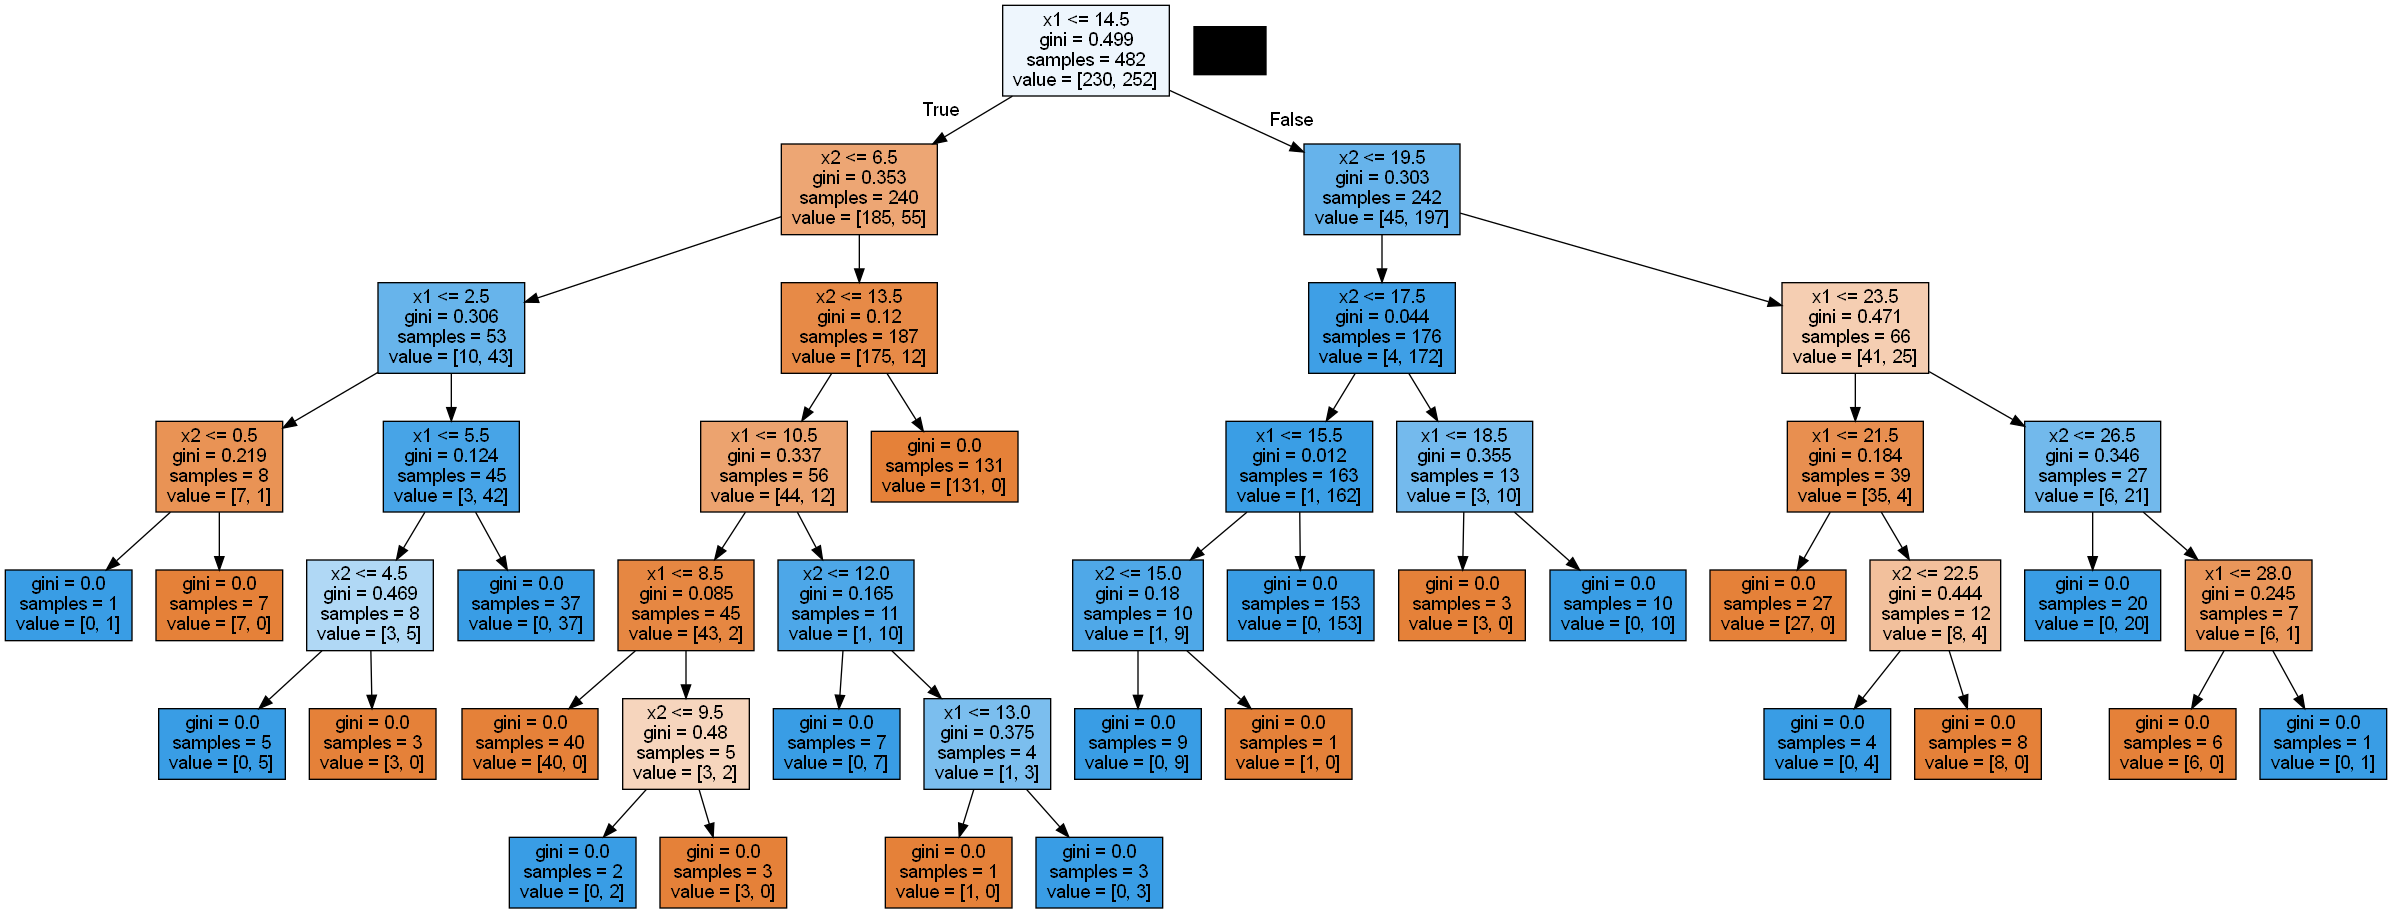 x1 <= 14.5
gini = 0.499
samples = 482
value = [230, 252]
True
False
x2 <= 6.5
gini = 0.353
samples = 240
value = [185, 55]
x2 <= 19.5
gini = 0.303
samples = 242
value = [45, 197]
x1 <= 2.5
gini = 0.306
samples = 53
value = [10, 43]
x2 <= 13.5
gini = 0.12
samples = 187
value = [175, 12]
x2 <= 17.5
gini = 0.044
samples = 176
value = [4, 172]
x1 <= 23.5
gini = 0.471
samples = 66
value = [41, 25]
x2 <= 0.5
gini = 0.219
samples = 8
value = [7, 1]
x1 <= 5.5
gini = 0.124
samples = 45
value = [3, 42]
x1 <= 10.5
gini = 0.337
samples = 56
value = [44, 12]
gini = 0.0
samples = 131
value = [131, 0]
x1 <= 15.5
gini = 0.012
samples = 163
value = [1, 162]
x1 <= 18.5
gini = 0.355
samples = 13
value = [3, 10]
x1 <= 21.5
gini = 0.184
samples = 39
value = [35, 4]
x2 <= 26.5
gini = 0.346
samples = 27
value = [6, 21]
gini = 0.0
samples = 1
value = [0, 1]
gini = 0.0
samples = 7
value = [7, 0]
x2 <= 4.5
gini = 0.469
samples = 8
value = [3, 5]
gini = 0.0
samples = 37
value = [0, 37]
x1 <= 8.5
gini = 0.085
samples = 45
value = [43, 2]
x2 <= 12.0
gini = 0.165
samples = 11
value = [1, 10]
x2 <= 15.0
gini = 0.18
samples = 10
value = [1, 9]
gini = 0.0
samples = 153
value = [0, 153]
gini = 0.0
samples = 3
value = [3, 0]
gini = 0.0
samples = 10
value = [0, 10]
gini = 0.0
samples = 27
value = [27, 0]
x2 <= 22.5
gini = 0.444
samples = 12
value = [8, 4]
gini = 0.0
samples = 20
value = [0, 20]
x1 <= 28.0
gini = 0.245
samples = 7
value = [6, 1]
gini = 0.0
samples = 5
value = [0, 5]
gini = 0.0
samples = 3
value = [3, 0]
gini = 0.0
samples = 40
value = [40, 0]
x2 <= 9.5
gini = 0.48
samples = 5
value = [3, 2]
gini = 0.0
samples = 7
value = [0, 7]
x1 <= 13.0
gini = 0.375
samples = 4
value = [1, 3]
gini = 0.0
samples = 9
value = [0, 9]
gini = 0.0
samples = 1
value = [1, 0]
gini = 0.0
samples = 4
value = [0, 4]
gini = 0.0
samples = 8
value = [8, 0]
gini = 0.0
samples = 6
value = [6, 0]
gini = 0.0
samples = 1
value = [0, 1]
gini = 0.0
samples = 2
value = [0, 2]
gini = 0.0
samples = 3
value = [3, 0]
gini = 0.0
samples = 1
value = [1, 0]
gini = 0.0
samples = 3
value = [0, 3]